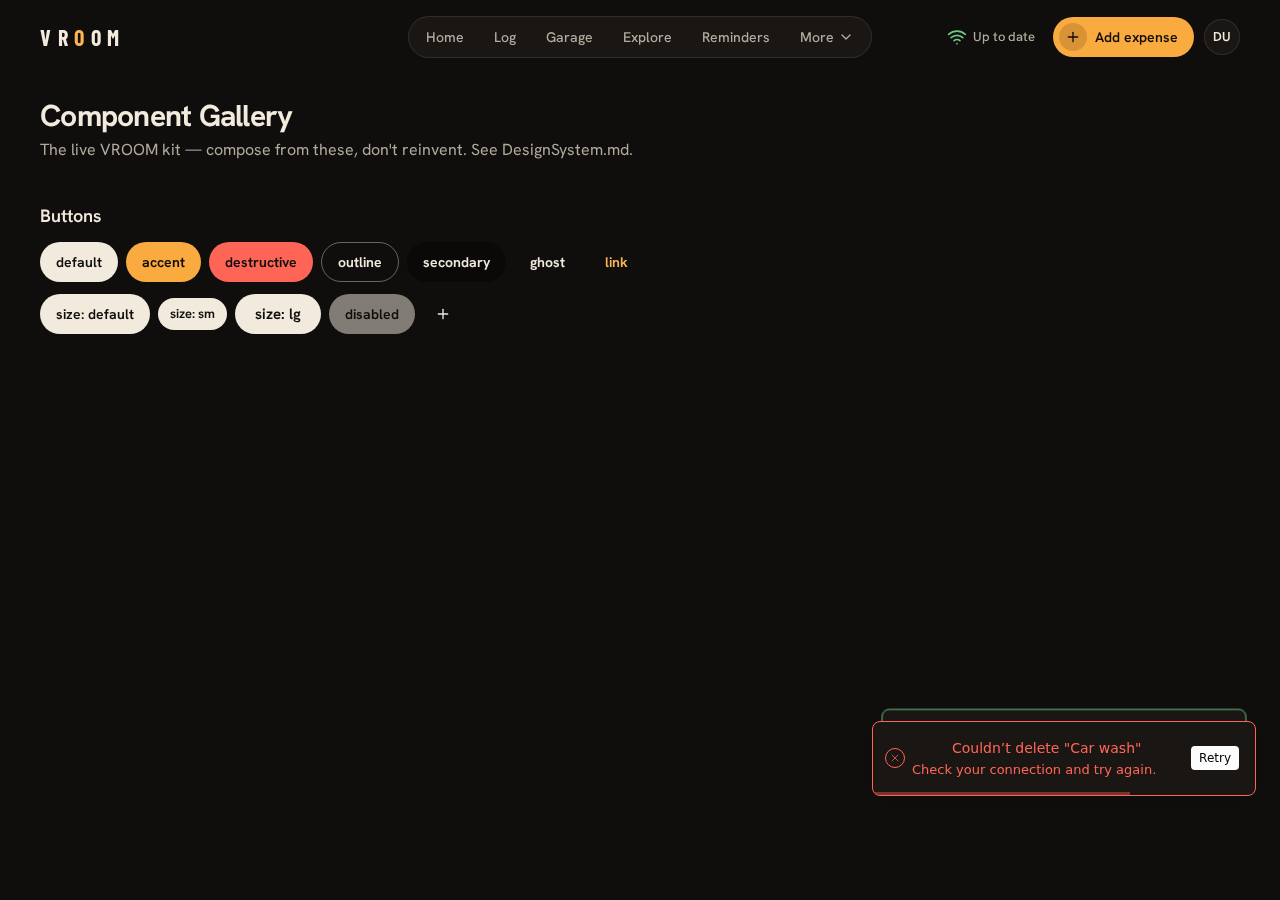 VROOM
Home Log Garage Explore Reminders More
Up to date
Add expense
DU
Component Gallery
The live VROOM kit — compose from these, don't reinvent. See DesignSystem.md.
Buttons
default accent destructive outline secondary ghost link
size: default size: sm size: lg disabled
Couldn’t delete "Car wash"
Check your connection and try again.
Retry